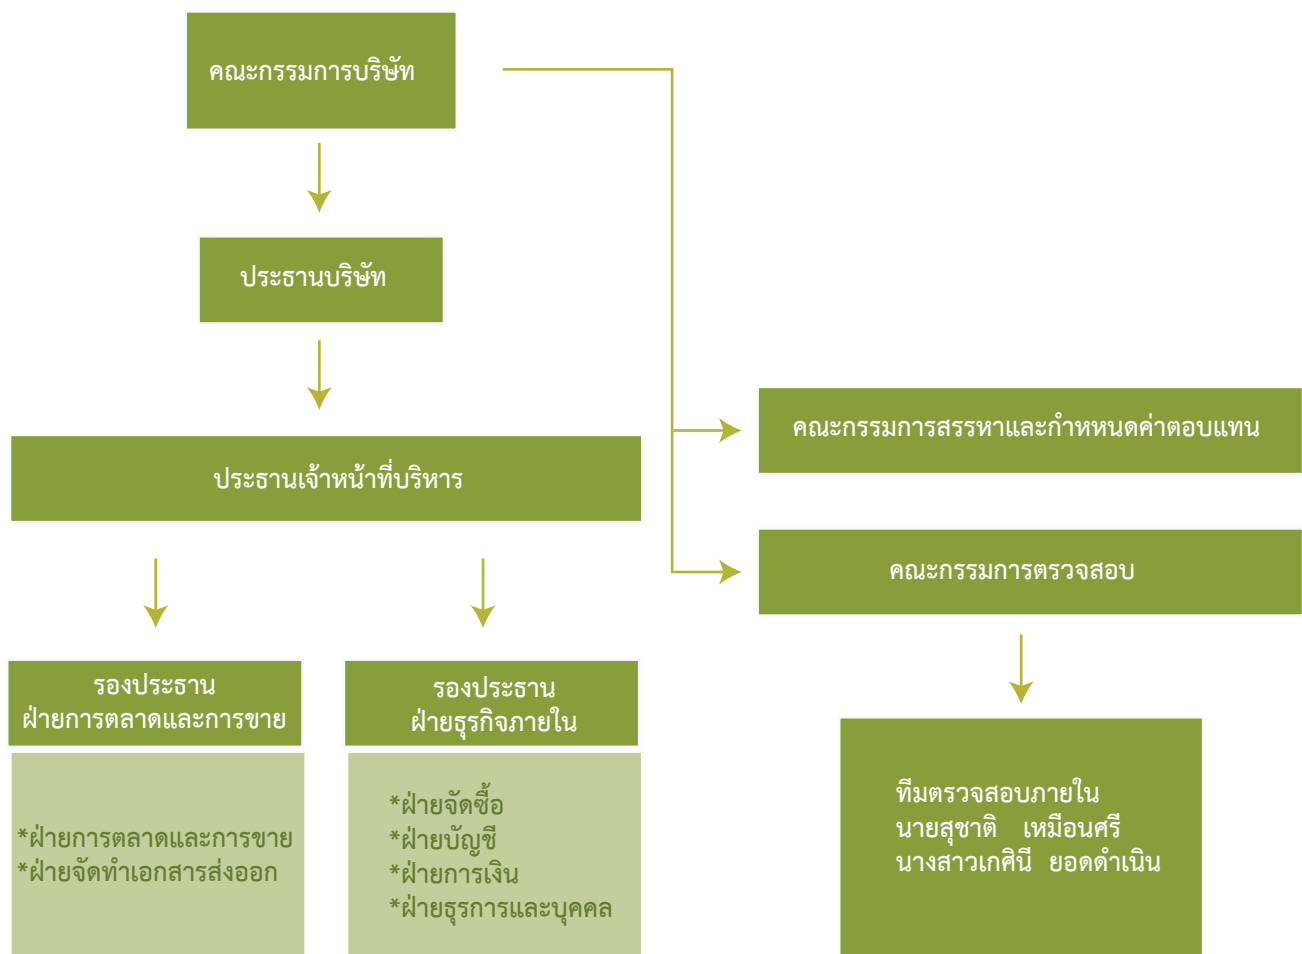 คณะกรรมการบริษัท
ประธานบริษัท
ประธานเจ้าหน้าที่บริหาร
คณะกรรมการสรรหาและกำหนดค่าตอบแทน
คณะกรรมการตรวจสอบ
รองประธาน
ฝ่ายการตลาดและการขาย
*ฝ่ายการตลาดและการขาย
*ฝ่ายจัดทำเอกสารส่งออก
รองประธาน
ฝ่ายธุรกิจภายใน
*ฝ่ายจัดซื้อ
*ฝ่ายบัญชี
*ฝ่ายการเงิน
*ฝ่ายธุรการและบุคคล
ทีมตรวจสอบภายใน
นายสุชาติ เหมือนศรี
นางสาวเกศินี ยอดดำเนิน